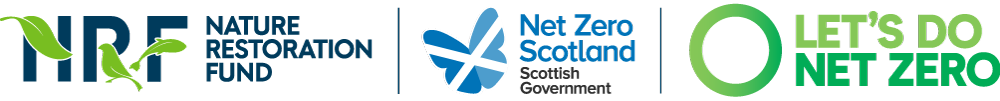 NRF
NATURE
RESTORATION
FUND
Net Zero
Scotland
Scottish
Government
LET'S DO
NET ZERO